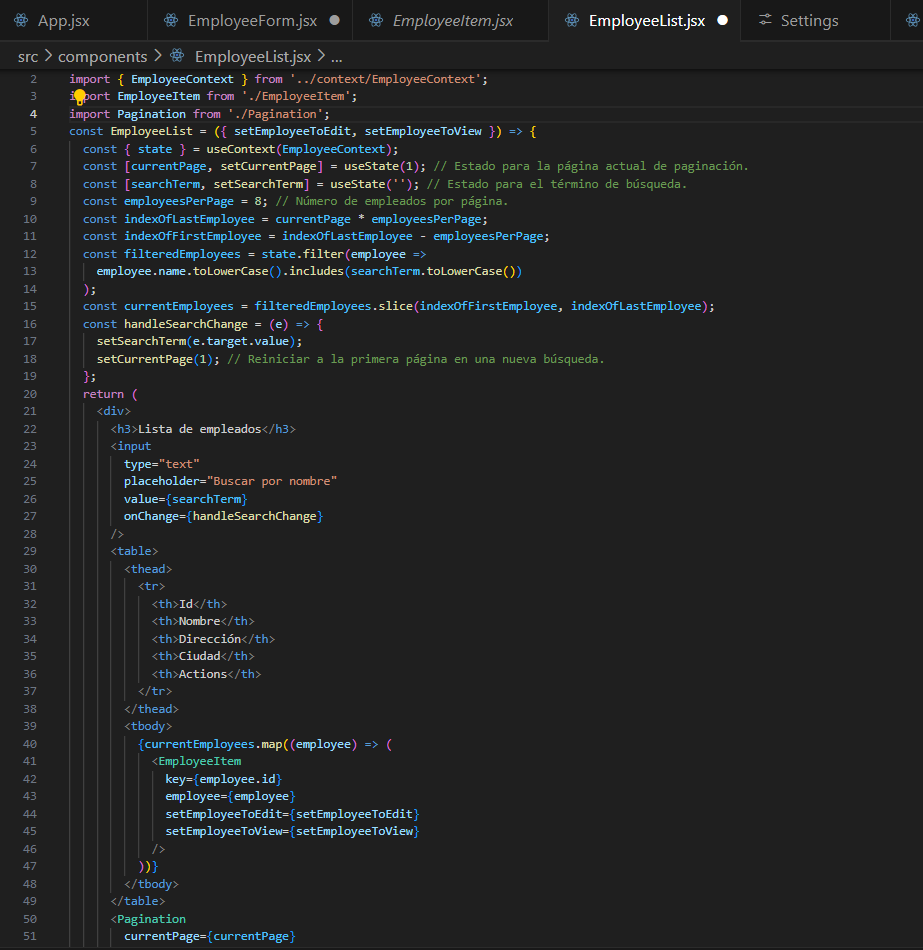 App.jsx EmployeeForm.jsx EmployeeItem.jsx EmployeeList.jsx Settings
src > components > EmployeeList.jsx > ...
2 import { EmployeeContext } from '../context/EmployeeContext';
3 import EmployeeItem from './EmployeeItem';
4 import Pagination from './Pagination';
5 const EmployeeList = ({ setEmployeeToEdit, setEmployeeToView }) => {
6 const { state } = useContext(EmployeeContext);
7 const [currentPage, setCurrentPage] = useState(1); // Estado para la página actual de paginación.
8 const [searchTerm, setSearchTerm] = useState(''); // Estado para el término de búsqueda.
9 const employeesPerPage = 8; // Número de empleados por página.
10 const indexOfLastEmployee = currentPage * employeesPerPage;
11 const indexOfFirstEmployee = indexOfLastEmployee - employeesPerPage;
12 const filteredEmployees = state.filter(employee =>
13 employee.name.toLowerCase().includes(searchTerm.toLowerCase())
14 );
15 const currentEmployees = filteredEmployees.slice(indexOfFirstEmployee, indexOfLastEmployee);
16 const handleSearchChange = (e) => {
17 setSearchTerm(e.target.value);
18 setCurrentPage(1); // Reiniciar a la primera página en una nueva búsqueda.
19 };
20 return (
21 <div>
22 <h3>Lista de empleados</h3>
23 <input
24 type="text"
25 placeholder="Buscar por nombre"
26 value={searchTerm}
27 onChange={handleSearchChange}
28 />
29 <table>
30 <thead>
31 <tr>
32 <th>Id</th>
33 <th>Nombre</th>
34 <th>Dirección</th>
35 <th>Ciudad</th>
36 <th>Actions</th>
37 </tr>
38 </thead>
39 <tbody>
40 {currentEmployees.map((employee) => (
41 <EmployeeItem
42 key={employee.id}
43 employee={employee}
44 setEmployeeToEdit={setEmployeeToEdit}
45 setEmployeeToView={setEmployeeToView}
46 />
47 ))}
48 </tbody>
49 </table>
50 <Pagination
51 currentPage={currentPage}